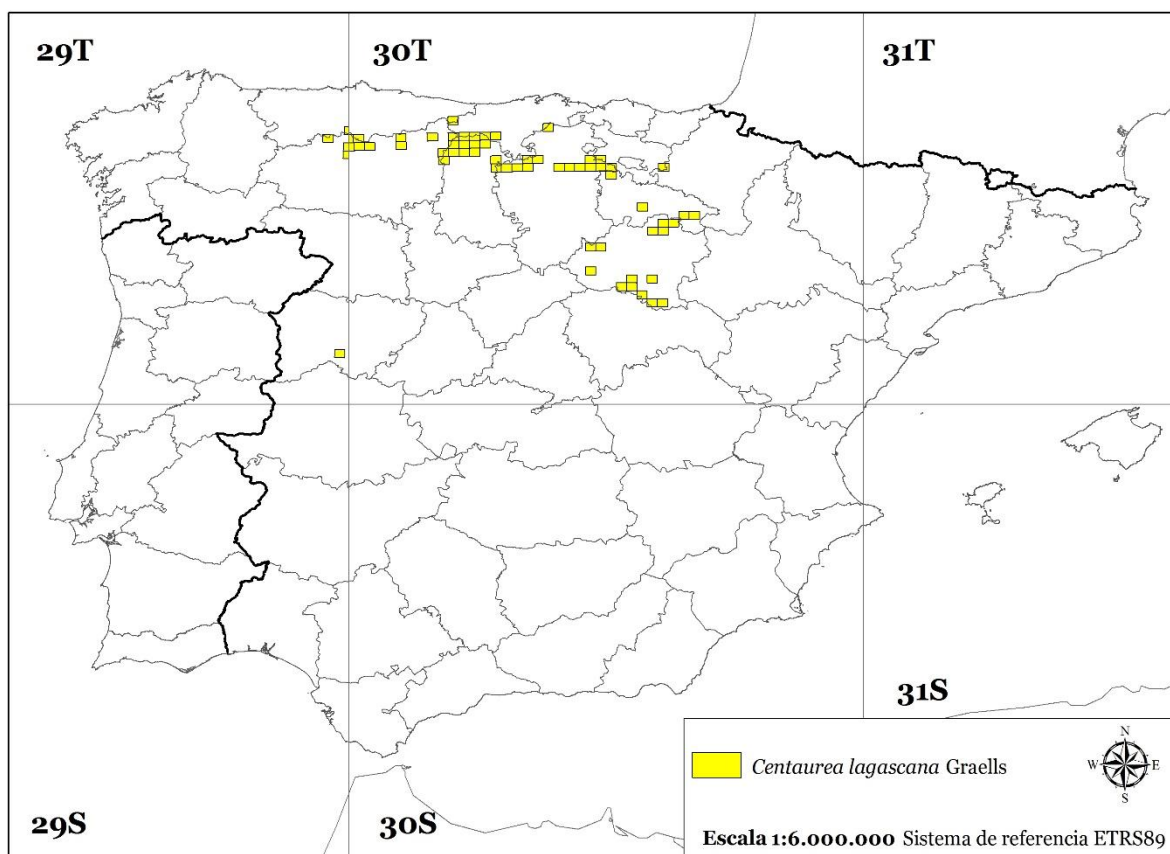 29T
30T
31T
31S
29S
30S
Centaurea lagascana Graells
N
W
E
S
Escala 1:6.000.000 Sistema de referencia ETRS89